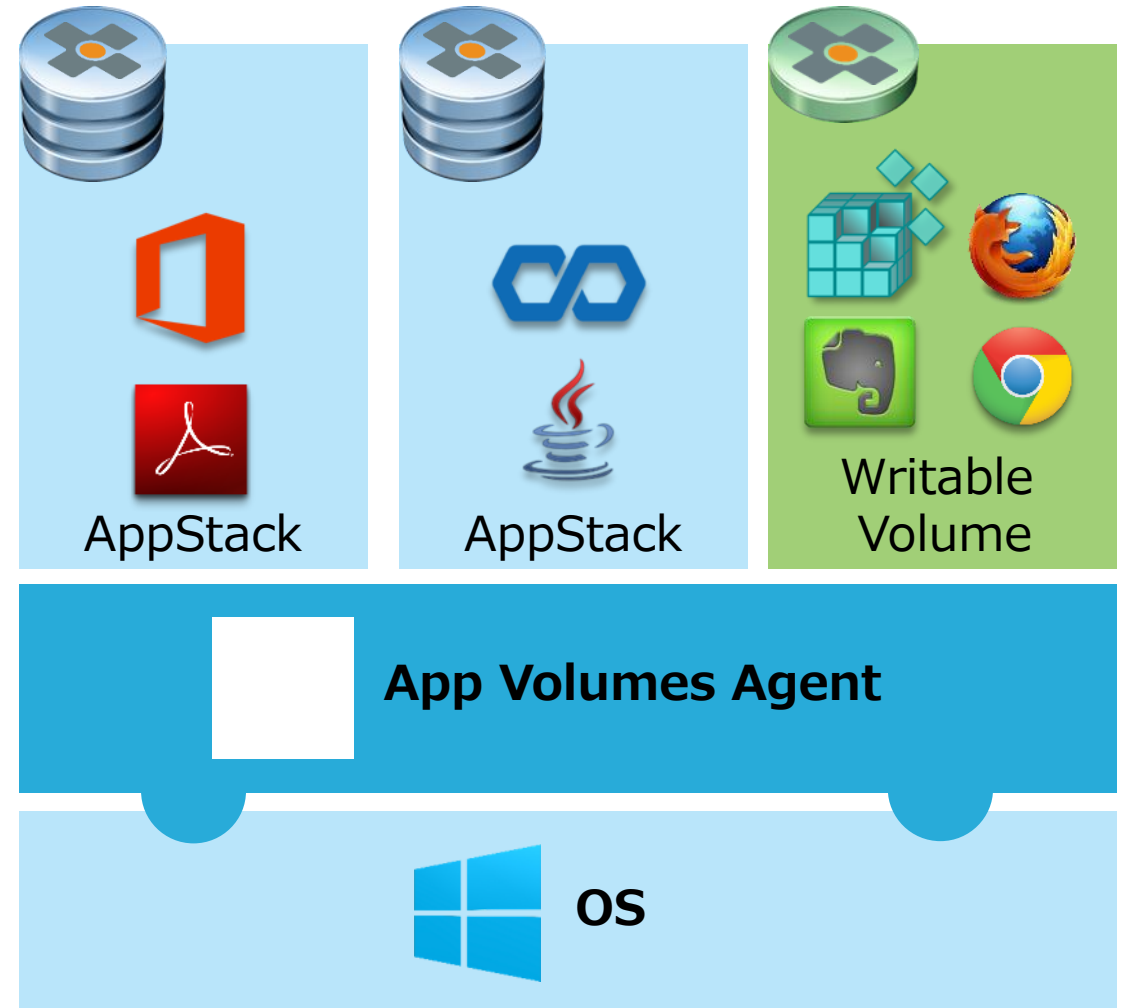 AppStack
AppStack
Writable
Volume
App Volumes Agent
OS